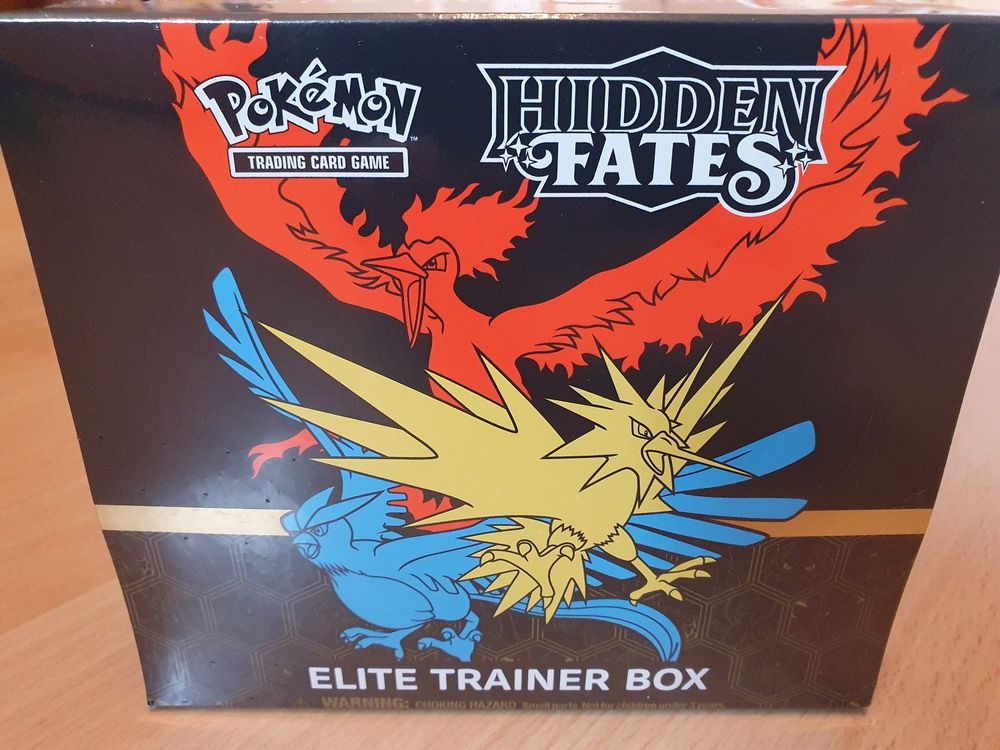 POKéMON
TM
TRADING CARD GAME
HIDDEN
FATES
ELITE TRAINER BOX
WARNING: CHOKING HAZARD Small parts Not for children under 3 years